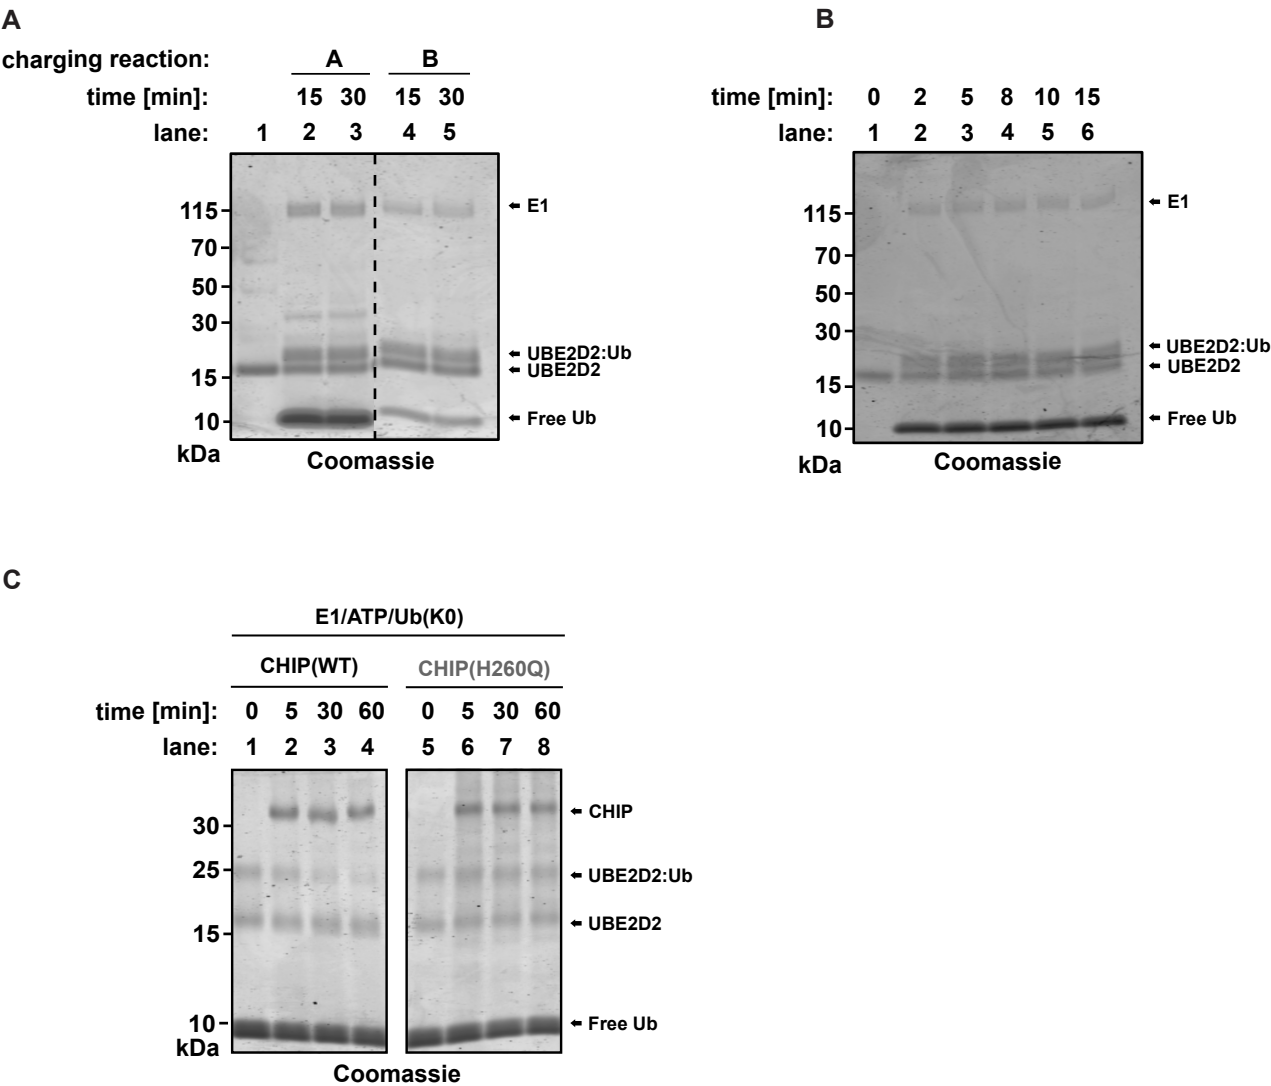 A
charging reaction: A B
time [min]: 15 30 15 30
lane: 1 2 3 4 5
115
70
50
30
15
10
kDa
E1
UBE2D2:Ub
UBE2D2
Free Ub
Coomassie
B
time [min]: 0 2 5 8 10 15
lane: 1 2 3 4 5 6
115
70
50
30
15
10
kDa
E1
UBE2D2:Ub
UBE2D2
Free Ub
Coomassie
C
E1/ATP/Ub(K0)
CHIP(WT) CHIP(H260Q)
time [min]: 0 5 30 60 0 5 30 60
lane: 1 2 3 4 5 6 7 8
30
25
15
10
kDa
CHIP
UBE2D2:Ub
UBE2D2
Free Ub
Coomassie